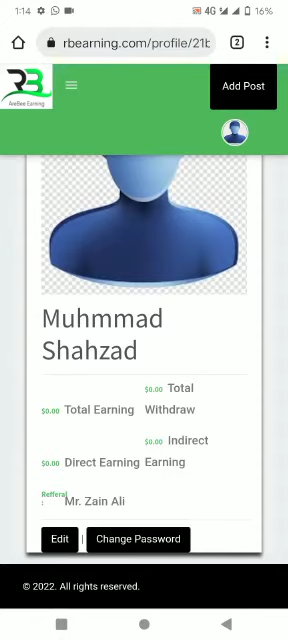 1:14 4G 16%
rbearning.com/profile/21b 2
RB
AreBee Earning
Add Post
Muhmmad
Shahzad
$0.00 Total Earning
$0.00 Total
Withdraw
$0.00 Direct Earning
$0.00 Indirect
Earning
Refferal
: Mr. Zain Ali
Edit | Change Password
© 2022. All rights reserved.